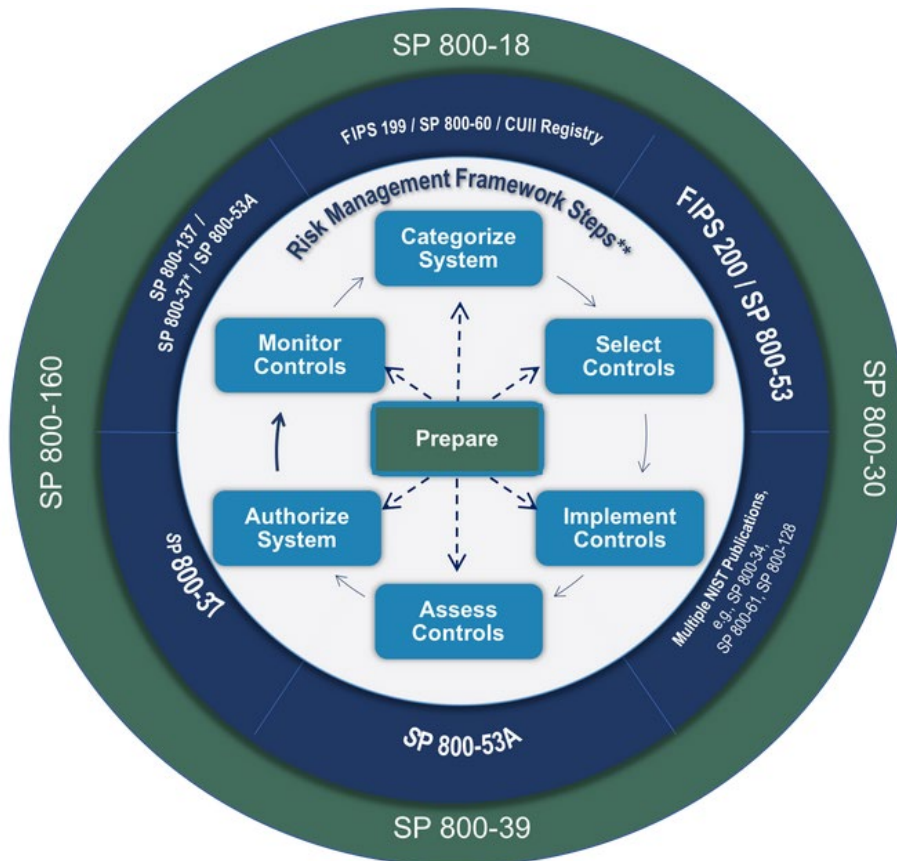 SP 800-18
FIPS 199 / SP 800-60 / CUII Registry
FIPS 200 / SP 800-53
SP 800-137 /
SP 800-37* / SP 800-53A
Risk Management Framework Steps**
Categorize
System
Monitor
Controls
Select
Controls
Prepare
SP 800-160
SP 800-30
Authorize
System
Implement
Controls
Assess
Controls
SP 800-37
Multiple NIST Publications,
e.g., SP 800-34,
SP 800-61, SP 800-128
SP 800-53A
SP 800-39